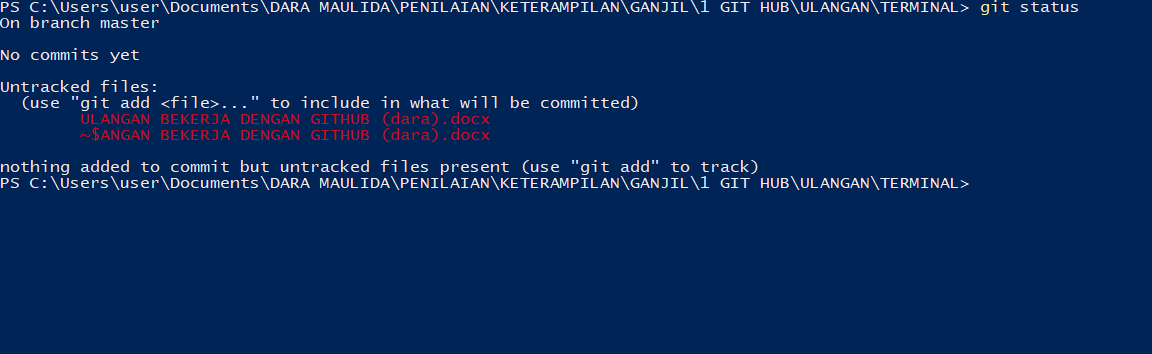 PS C:\Users\user\Documents\DARA MAULIDA\PENILAIAN\KETERAMPILAN\GANJIL\1 GIT HUB\ULANGAN\TERMINAL> git status
On branch master
No commits yet
Untracked files:
(use "git add <file>..." to include in what will be committed)
ULANGAN BEKERJA DENGAN GITHUB (dara).docx
~$ANGAN BEKERJA DENGAN GITHUB (dara).docx
nothing added to commit but untracked files present (use "git add" to track)
PS C:\Users\user\Documents\DARA MAULIDA\PENILAIAN\KETERAMPILAN\GANJIL\1 GIT HUB\ULANGAN\TERMINAL>